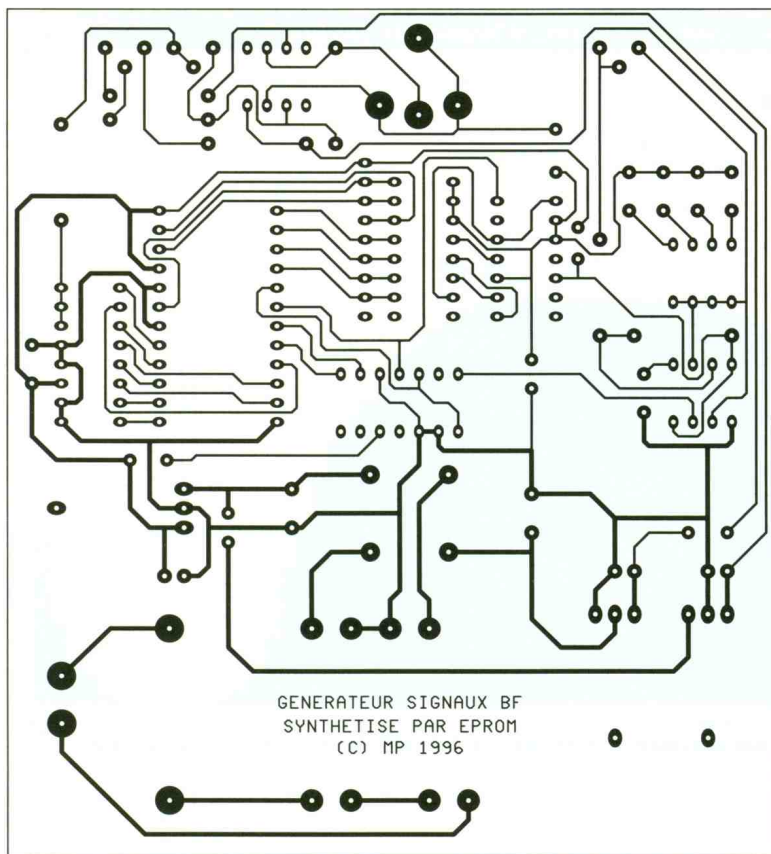 GENERATEUR SIGNAUX BF
SYNTHETISE PAR EPROM
(C) MP 1996